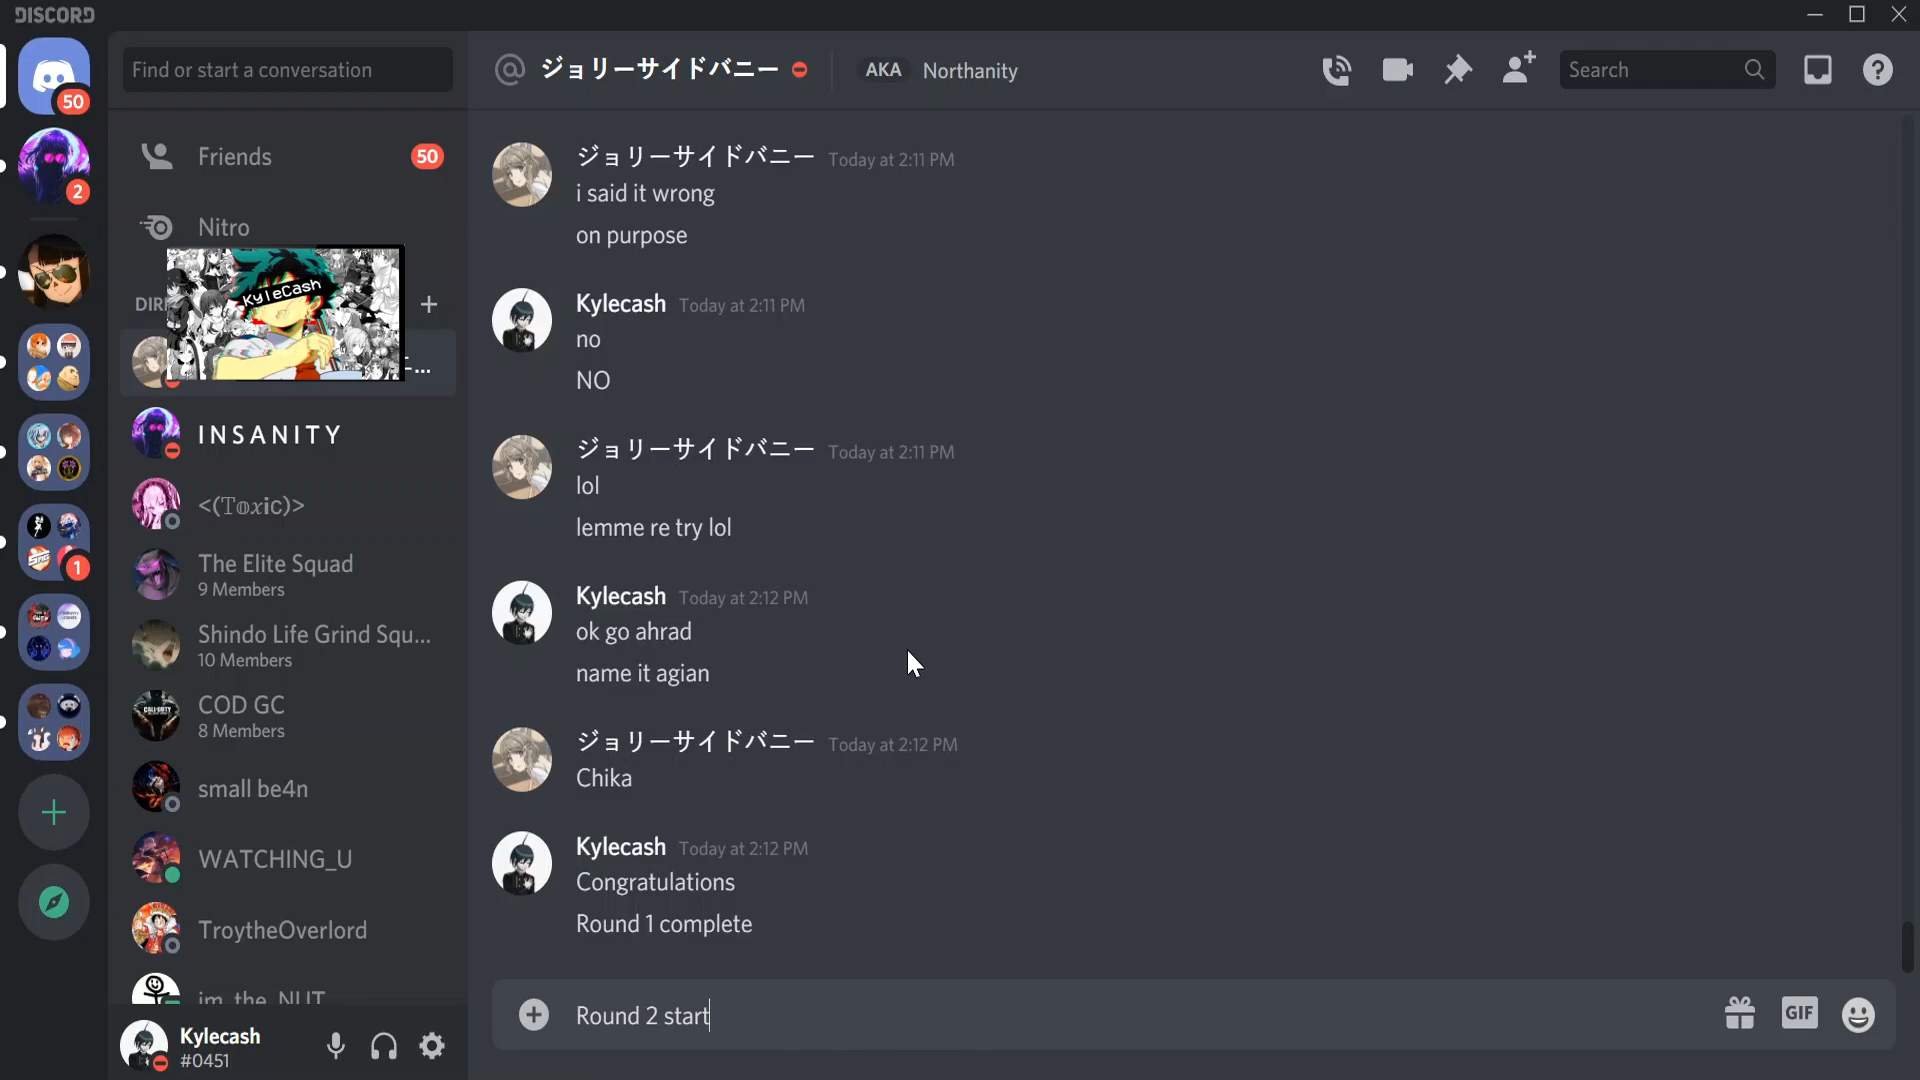 DISCORD
Find or start a conversation
ジョリーサイドバニー
AKA Northanity
Search
50
Friends 50
2
Nitro
KyleCash
DIR
...
INSANITY
<(𝕋𝕠𝕩ic)>
The Elite Squad
9 Members
1
Shindo Life Grind Squ...
10 Members
COD GC
8 Members
small be4n
WATCHING_U
TroytheOverlord
im_the_NUT
Kylecash
#0451
ジョリーサイドバニー Today at 2:11 PM
i said it wrong
on purpose
Kylecash Today at 2:11 PM
no
NO
ジョリーサイドバニー Today at 2:11 PM
lol
lemme re try lol
Kylecash Today at 2:12 PM
ok go ahrad
name it agian
ジョリーサイドバニー Today at 2:12 PM
Chika
Kylecash Today at 2:12 PM
Congratulations
Round 1 complete
Round 2 start
GIF